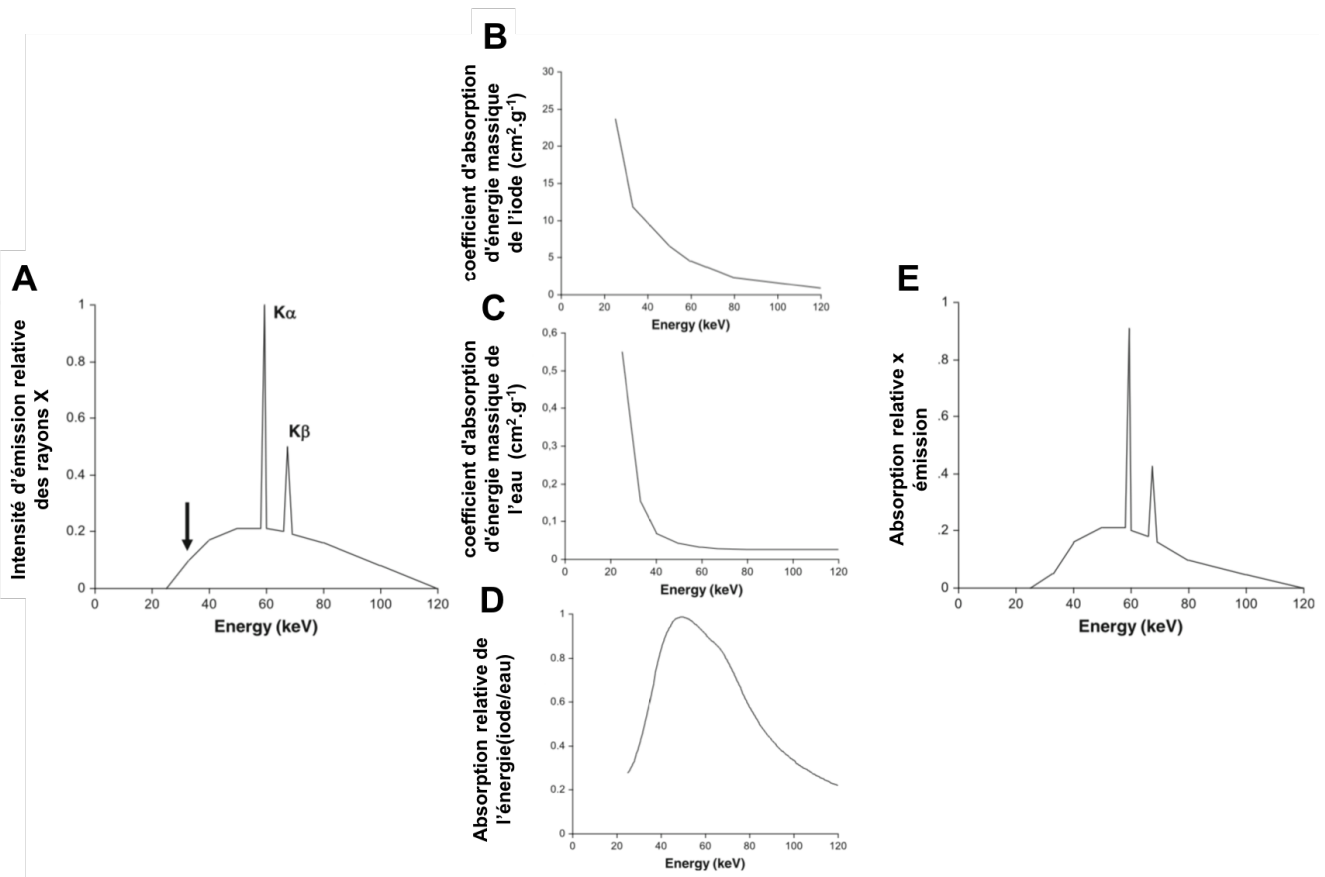 A
Intensité d'émission relative
des rayons X
1
0.8
0.6
0.4
0.2
0
0 20 40 60 80 100 120
Energy (keV)
Kα
Kβ
B
coefficient d'absorption
d'énergie massique
de l'iode (cm².g⁻¹)
30
25
20
15
10
5
0
0 20 40 60 80 100 120
Energy (keV)
C
coefficient d'absorption
d'énergie massique de
l'eau (cm².g⁻¹)
0,6
0,5
0,4
0,3
0,2
0,1
0
0 20 40 60 80 100 120
Energy (keV)
D
Absorption relative de
l'énergie(iode/eau)
1
0.8
0.6
0.4
0.2
0
0 20 40 60 80 100 120
Energy (keV)
E
Absorption relative x
émission
1
.8
.6
.4
.2
0
0 20 40 60 80 100 120
Energy (keV)